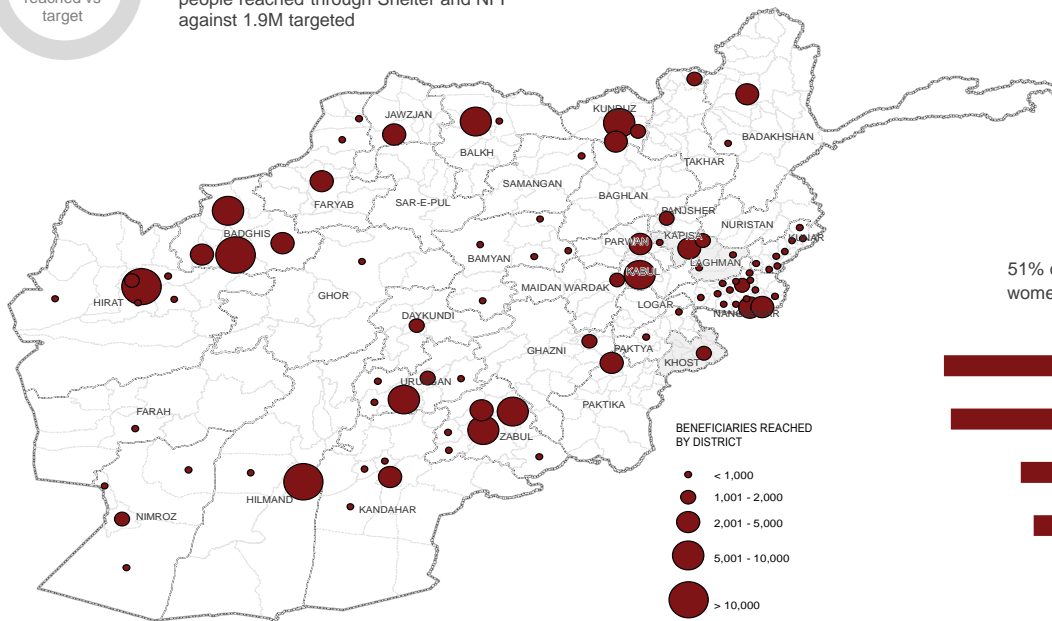 reached vs
target
people reached through Shelter and NFI
against 1.9M targeted
JAWZJAN
BALKH
KUNDUZ
BADAKHSHAN
TAKHAR
SAMANGAN
BAGHLAN
FARYAB
SAR-E-PUL
PANJSHER
NURISTAN
BADGHIS
PARWAN
KAPISA
KUNAR
BAMYAN
LAGHMAN
KABUL
MAIDAN WARDAK
HIRAT
GHOR
LOGAR
DAYKUNDI
GHAZNI
PAKTYA
KHOST
URUZGAN
PAKTIKA
FARAH
ZABUL
HILMAND
KANDAHAR
NIMROZ
51%
BENEFICIARIES REACHED
BY DISTRICT
< 1,000
1,001 - 2,000
2,001 - 5,000
5,001 - 10,000
> 10,000